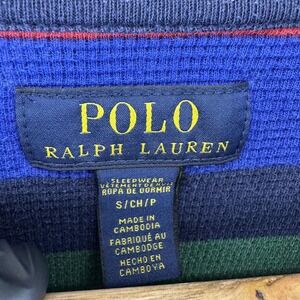 POLO
RALPH LAUREN
SLEEPWEAR
VÊTEMENT DE NUIT
ROPA DE DORMIR
S/CH/P
MADE IN
CAMBODIA
FABRIQUÉ AU
CAMBODGE
HECHO EN
CAMBOYA